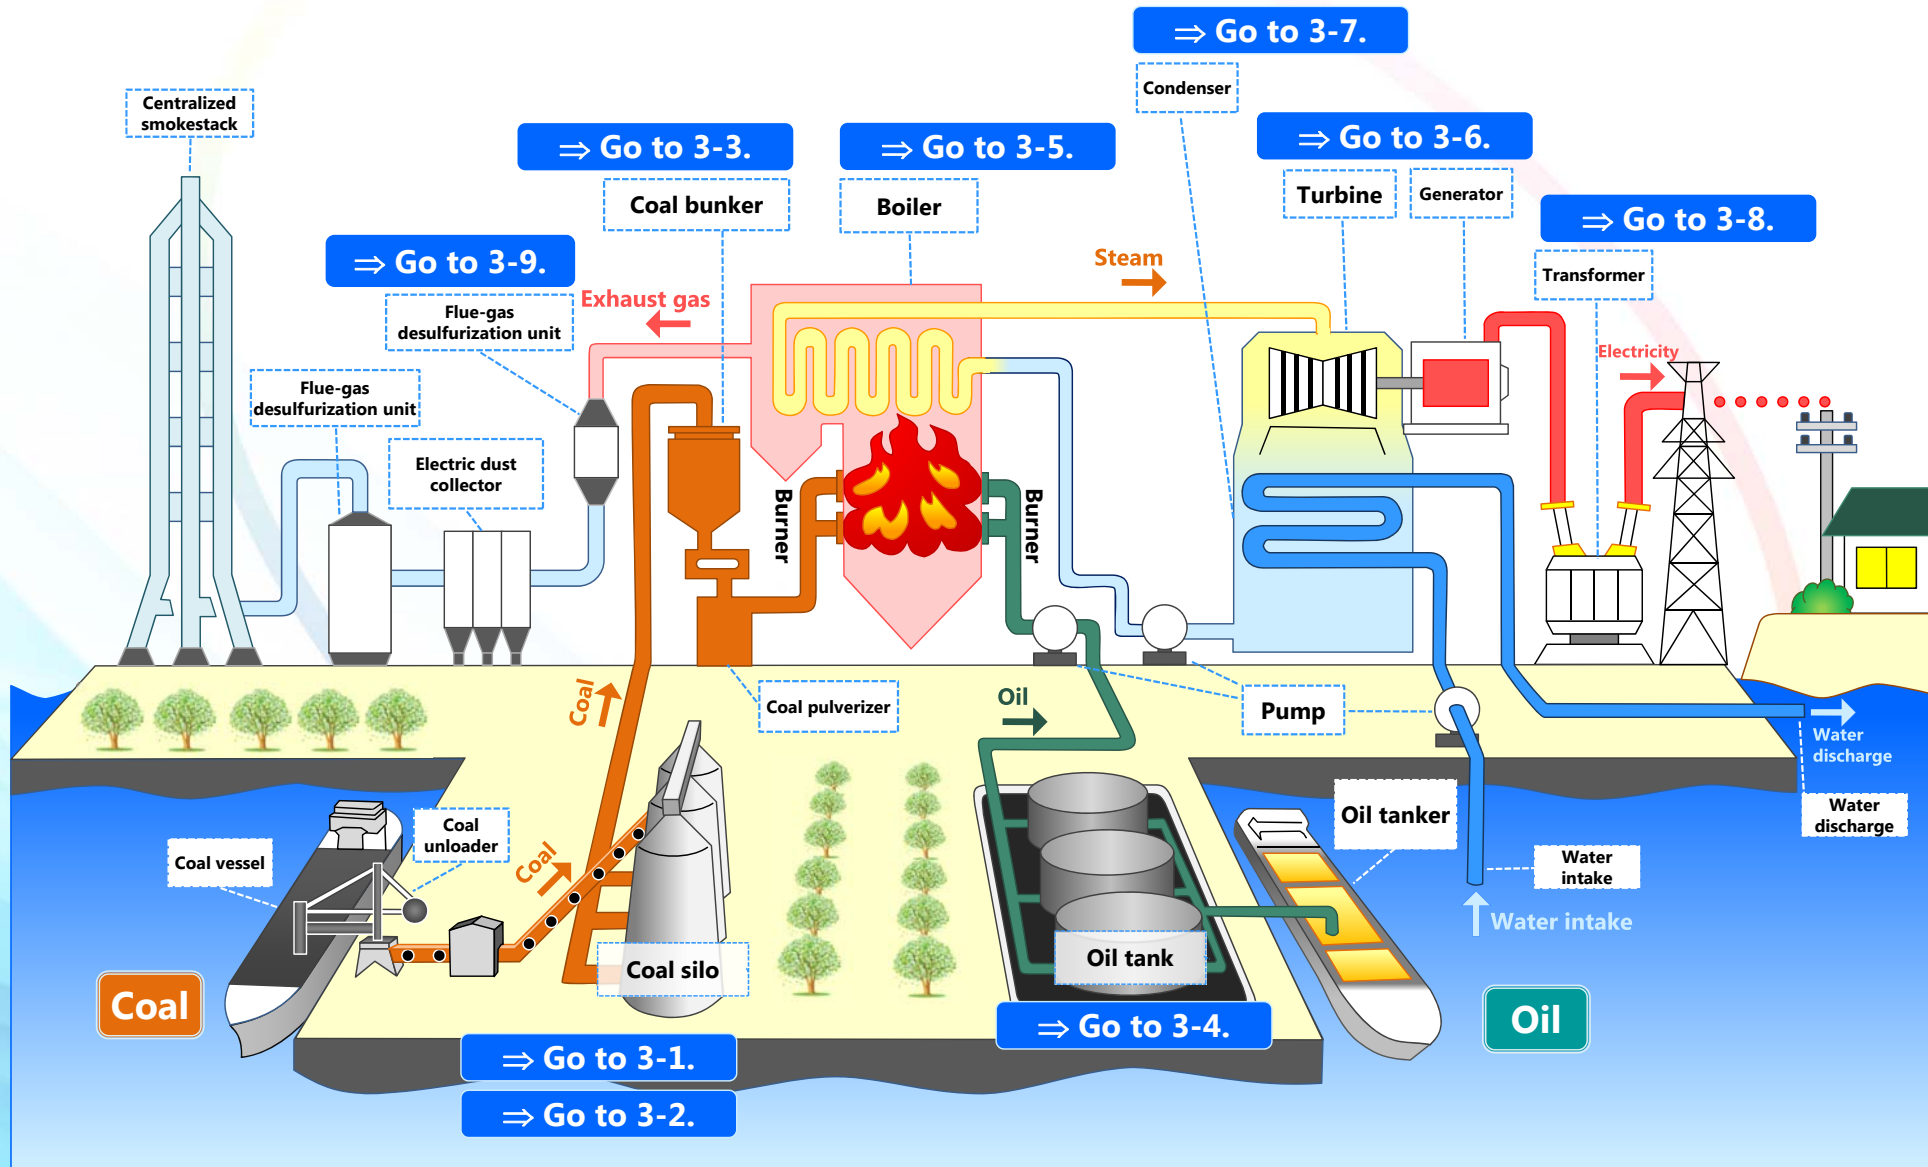 ⇒ Go to 3-7.
Condenser
Centralized
smokestack
⇒ Go to 3-3.
⇒ Go to 3-5.
⇒ Go to 3-6.
Coal bunker
Boiler
Turbine
Generator
⇒ Go to 3-8.
⇒ Go to 3-9.
Steam
Transformer
Exhaust gas
Flue-gas
desulfurization unit
Electricity
Flue-gas
desulfurization unit
Electric dust
collector
Burner
Burner
Coal
Coal pulverizer
Oil
Pump
Water
discharge
Coal vessel
Coal
unloader
Coal
Oil tanker
Water
discharge
Water
intake
Water intake
Coal silo
Oil tank
Coal
Oil
⇒ Go to 3-4.
⇒ Go to 3-1.
⇒ Go to 3-2.